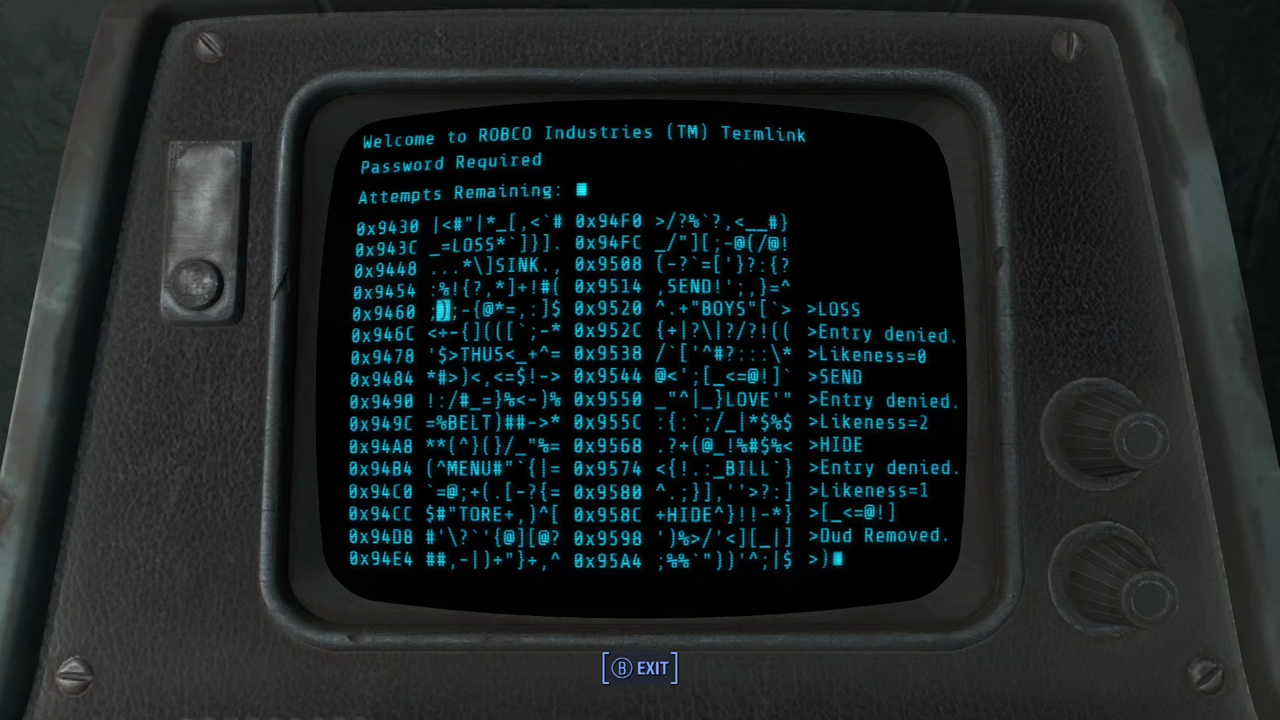 Welcome to ROBCO Industries (TM) Termlink
Password Required
Attempts Remaining: ■
0x9430 |<#"|*_[,<`# 0x94F0 >/?%`?,<__#}
0x943C _=LOSS*`]}]. 0x94FC _/"][;-@(/@!
0x9448 ...*\]SINK., 0x9508 (-?`=['}?:{?
0x9454 :%!{?,*]+!#( 0x9514 ,SEND!';,}=^
0x9460 ;);-{@*=,:]$ 0x9520 ^.+"BOYS"[`> >LOSS
0x946C <+-{]((([`;-* 0x952C {+|?\|?/?!(( >Entry denied.
0x9478 '$>THUS<_+^= 0x9538 /`['^#?:::\* >Likeness=0
0x9484 *#>)<,<=$!-> 0x9544 @<';[_<=@!]` >SEND
0x9490 !:/#_=}%<-)% 0x9550 _"^|_}LOVE'" >Entry denied.
0x949C =%BELT)##->* 0x955C :{:`;/_|*$%$ >Likeness=2
0x94A8 **(^}(}/_"%= 0x9568 .?+(@_!%#$%< >HIDE
0x94B4 (^MENU#"`{|= 0x9574 <{!.:_BILL`} >Entry denied.
0x94C0 `=@;+(.[-?{= 0x9580 ^.;}],''>?:] >Likeness=1
0x94CC $#"TORE+,)^[ 0x958C +HIDE^}!!-*} >[_<=@!]
0x94D8 #'\?`'{@][@? 0x9598 ')%>/'<][_|] >Dud Removed.
0x94E4 ##,-|)+"}+,^ 0x95A4 ;%%`"))'^;|$ >)■
[Ⓑ EXIT]